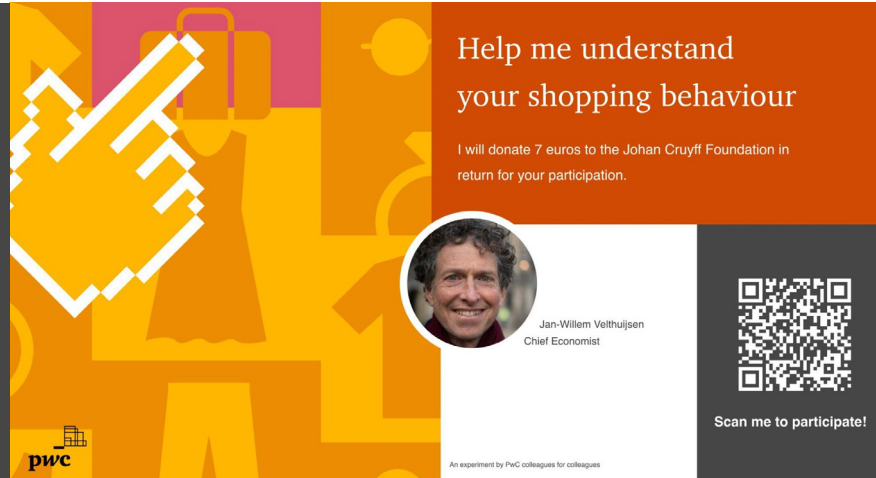 Help me understand
your shopping behaviour
I will donate 7 euros to the Johan Cruyff Foundation in
return for your participation.
Jan-Willem Velthuijsen
Chief Economist
Scan me to participate!
pwc
An experiment by PwC colleagues for colleagues